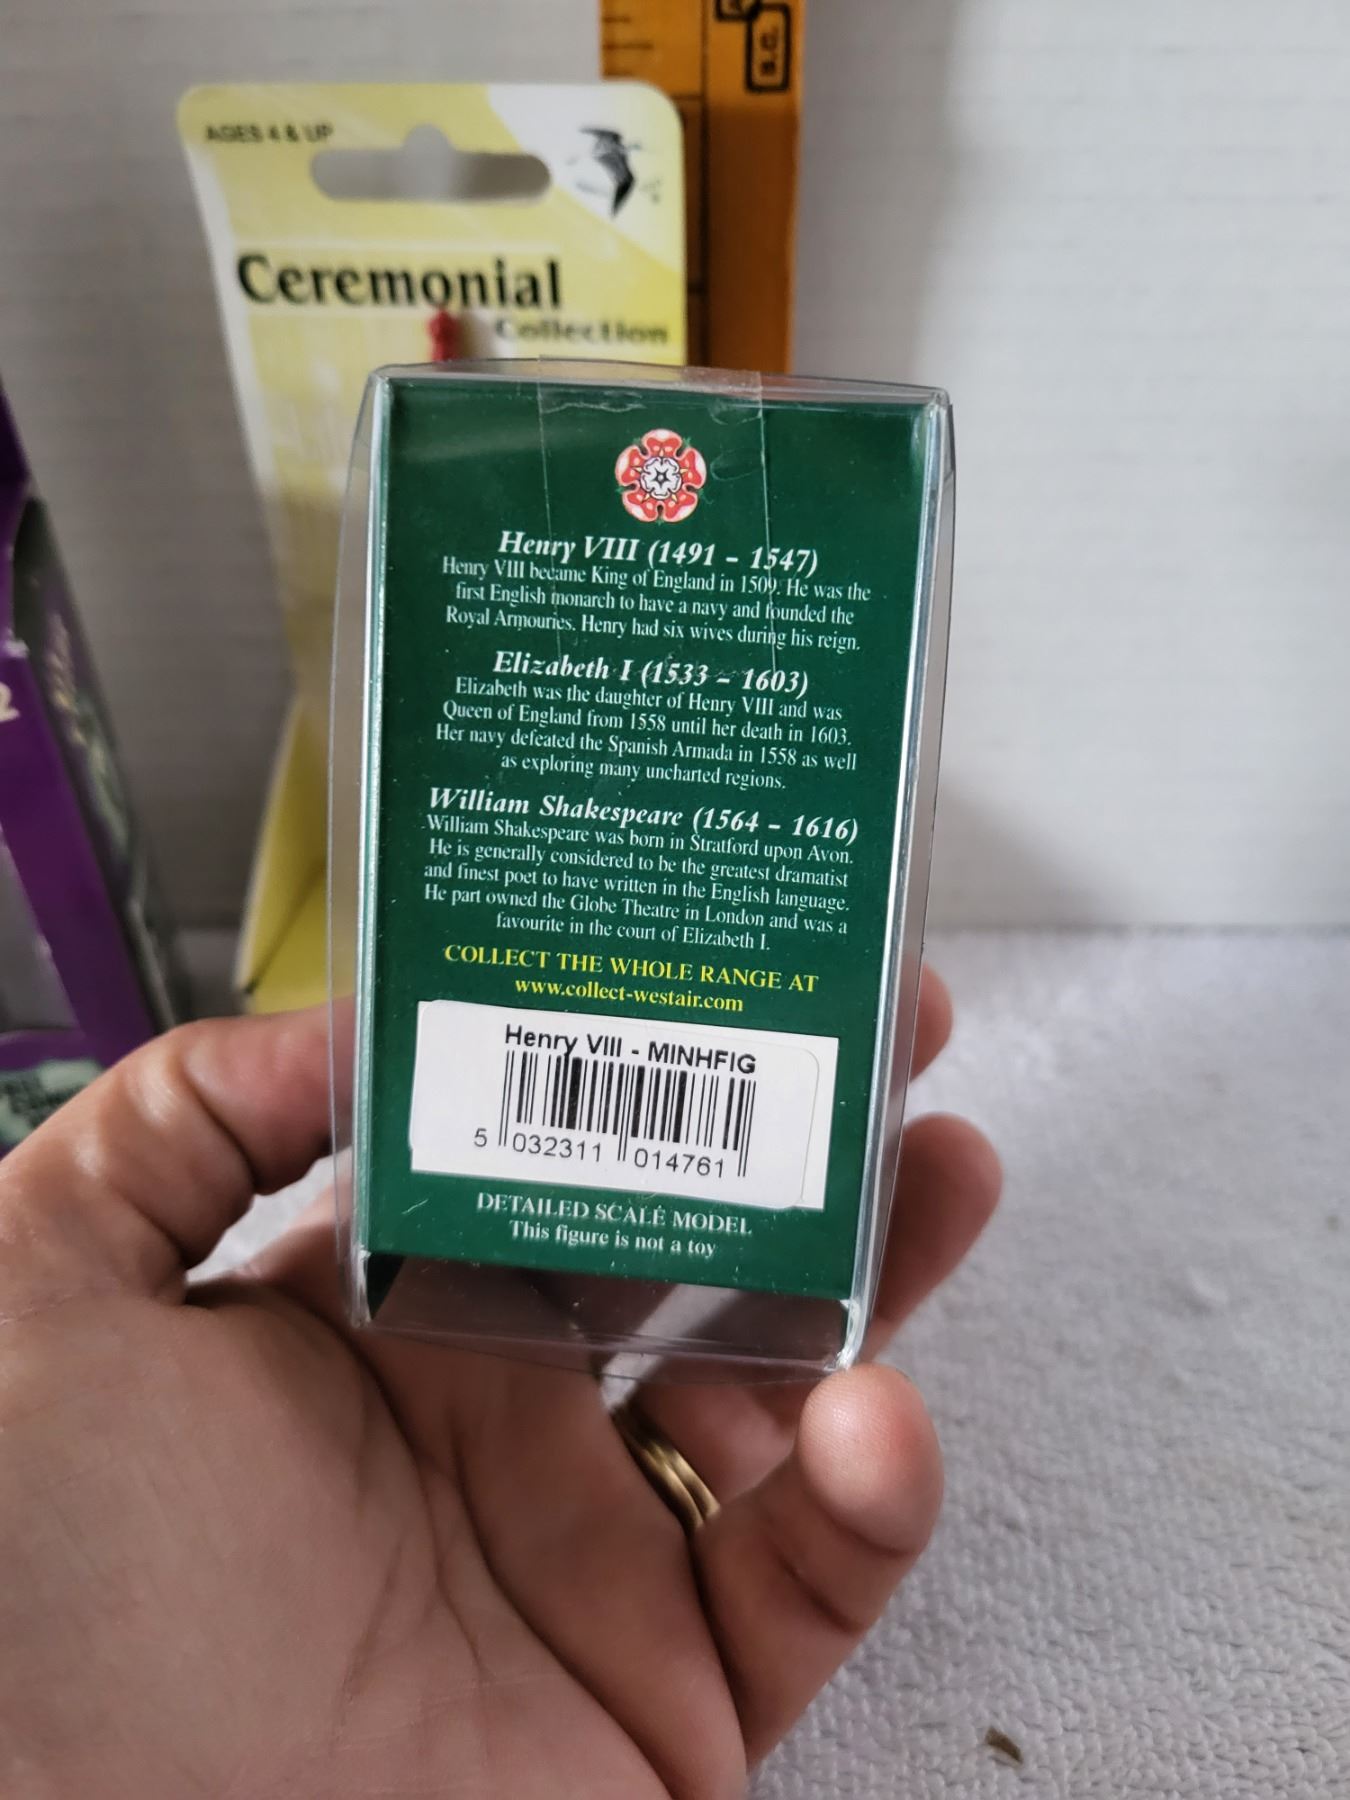 s.d.
AGES 4 & UP
Ceremonial
Collection
Henry VIII (1491 - 1547)
Henry VIII became King of England in 1509. He was the
first English monarch to have a navy and founded the
Royal Armouries. Henry had six wives during his reign.
Elizabeth I (1533 - 1603)
Elizabeth was the daughter of Henry VIII and was
Queen of England from 1558 until her death in 1603.
Her navy defeated the Spanish Armada in 1558 as well
as exploring many uncharted regions.
William Shakespeare (1564 - 1616)
William Shakespeare was born in Stratford upon Avon.
He is generally considered to be the greatest dramatist
and finest poet to have written in the English language.
He part owned the Globe Theatre in London and was a
favourite in the court of Elizabeth I.
COLLECT THE WHOLE RANGE AT
www.collect-westair.com
Henry VIII - MINHFIG
5 032311 014761
DETAILED SCALE MODEL
This figure is not a toy